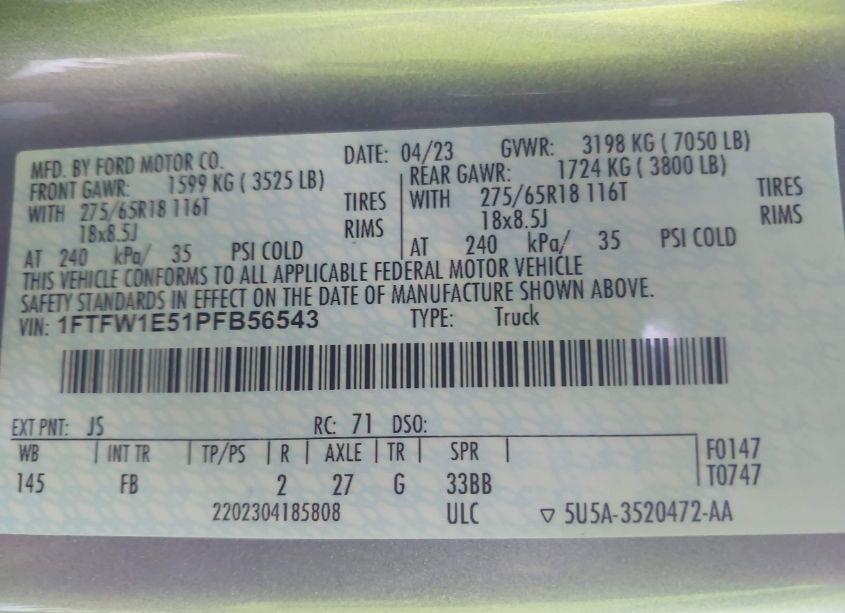 MFD. BY FORD MOTOR CO. DATE: 04/23 GVWR: 3198 KG ( 7050 LB)
FRONT GAWR: 1599 KG ( 3525 LB) REAR GAWR: 1724 KG ( 3800 LB)
WITH 275/65R18 116T TIRES WITH 275/65R18 116T TIRES
18x8.5J RIMS 18x8.5J RIMS
AT 240 kPa/ 35 PSI COLD AT 240 kPa/ 35 PSI COLD
THIS VEHICLE CONFORMS TO ALL APPLICABLE FEDERAL MOTOR VEHICLE
SAFETY STANDARDS IN EFFECT ON THE DATE OF MANUFACTURE SHOWN ABOVE.
VIN: 1FTFW1E51PFB56543 TYPE: Truck
EXT PNT: JS RC: 71 DSO:
WB | INT TR | TP/PS | R | AXLE | TR | SPR | F0147
145 FB 2 27 G 33BB T0747
2202304185808 ULC ▽ 5U5A-3520472-AA